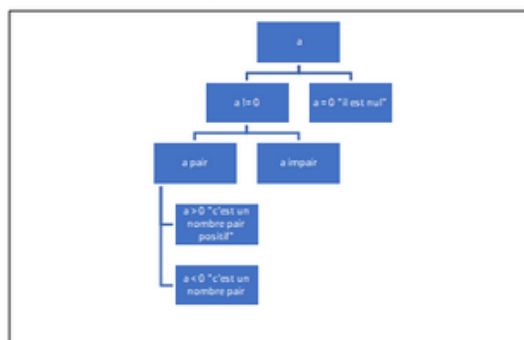 a
a != 0
a = 0 "il est nul"
a pair
a impair
a > 0 "c'est un
nombre pair
positif"
a < 0 "c'est un
nombre pair